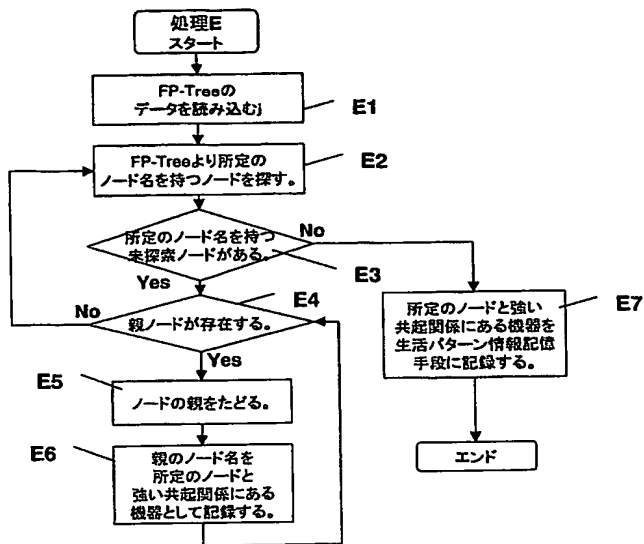 処理E
スタート
FP-Treeの
データを読み込むj
E1
FP-Treeより所定の
ノード名を持つノードを探す。
E2
所定のノード名を持つ
未探索ノードがある。
No
E3
Yes
E4
No
親ノードが存在する。
Yes
E5
ノードの親をたどる。
E6
親のノード名を
所定のノードと
強い共起関係にある
機器として記録する。
所定のノードと強い
共起関係にある機器を
生活パターン情報記憶
手段に記録する。
E7
エンド